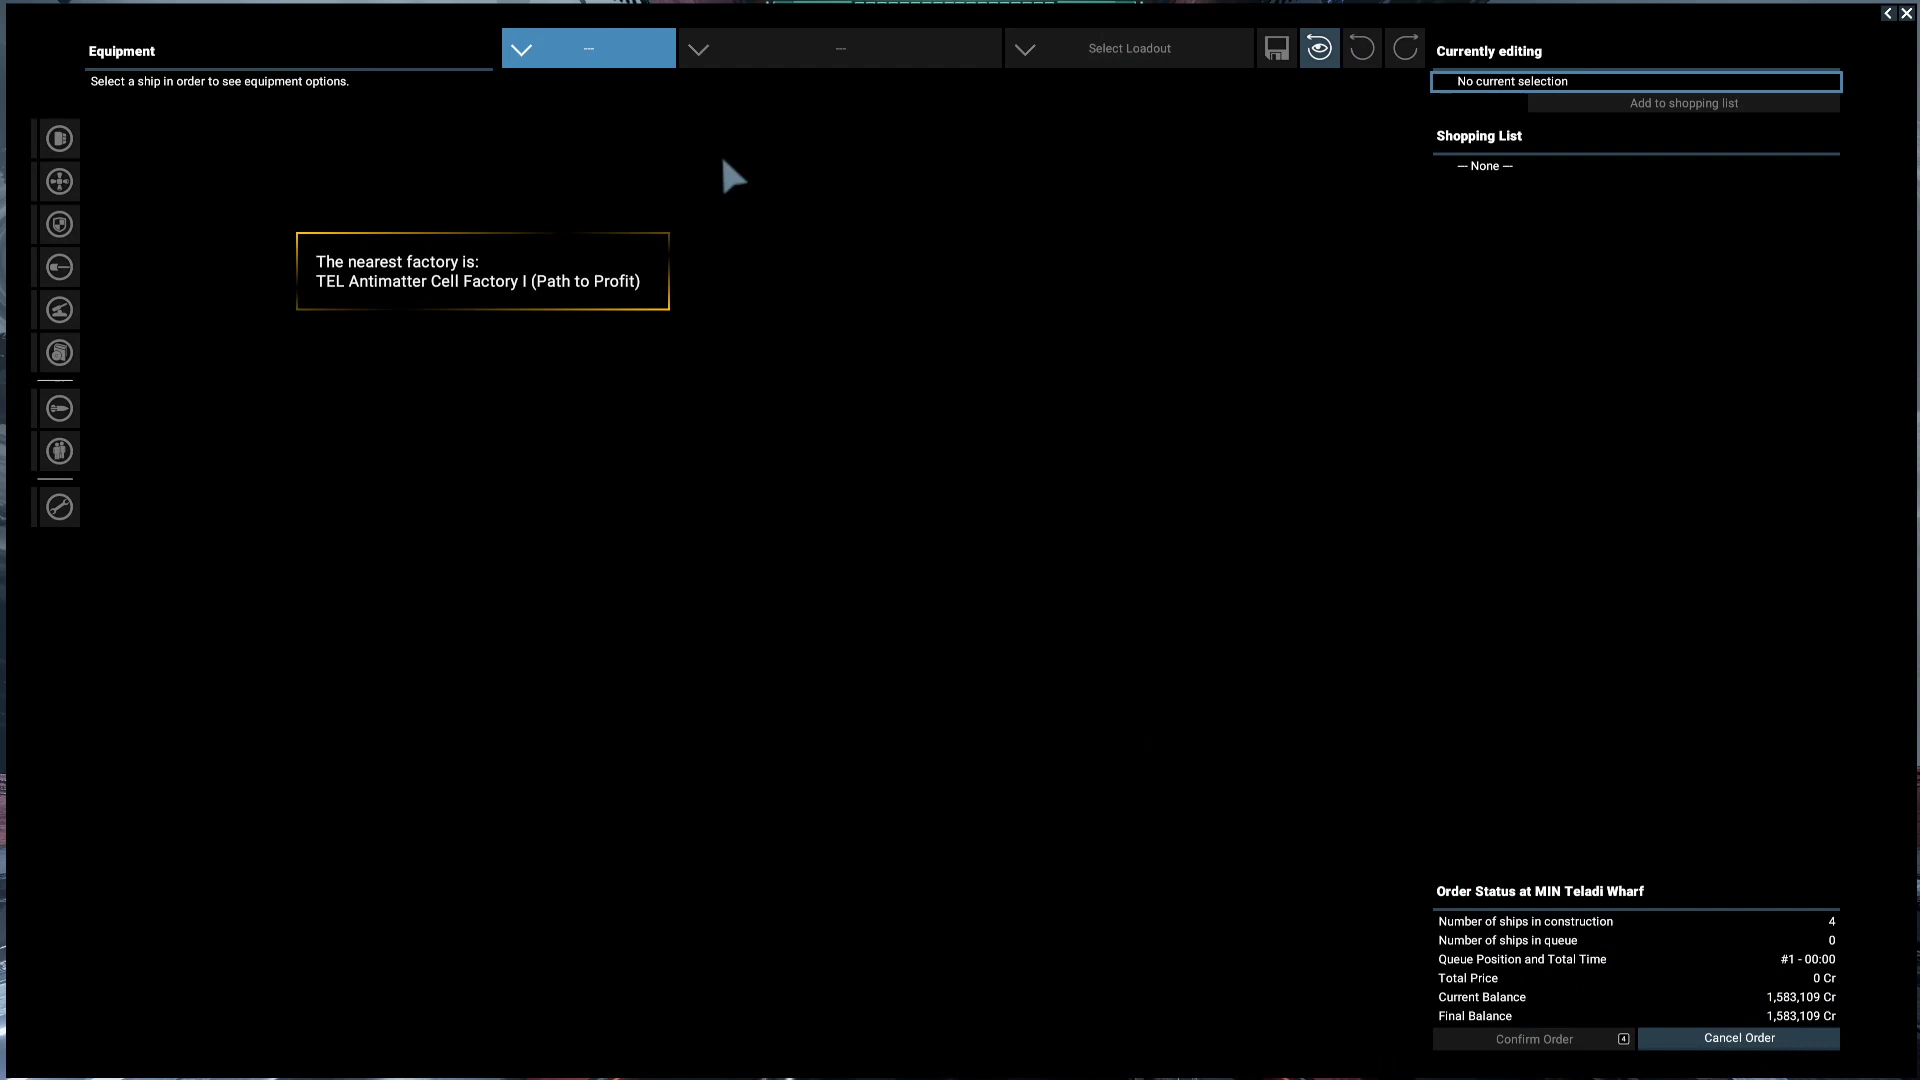 Equipment
Select a ship in order to see equipment options.
---
---
Select Loadout
Currently editing
No current selection
Add to shopping list
Shopping List
— None —
The nearest factory is:
TEL Antimatter Cell Factory I (Path to Profit)
Order Status at MIN Teladi Wharf
Number of ships in construction 4
Number of ships in queue 0
Queue Position and Total Time #1 - 00:00
Total Price 0 Cr
Current Balance 1,583,109 Cr
Final Balance 1,583,109 Cr
Confirm Order 4
Cancel Order